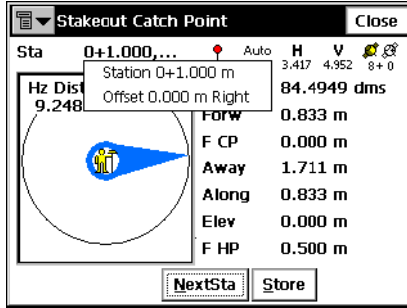 Stakeout Catch Point Close
Sta 0+1.000,... Auto H V
3.417 4.952 8+0
Station 0+1.000 m
Offset 0.000 m Right
Hz Dist 84.4949 dms
9.248
Forw 0.833 m
F CP 0.000 m
Away 1.711 m
Along 0.833 m
Elev 0.000 m
F HP 0.500 m
NextSta Store